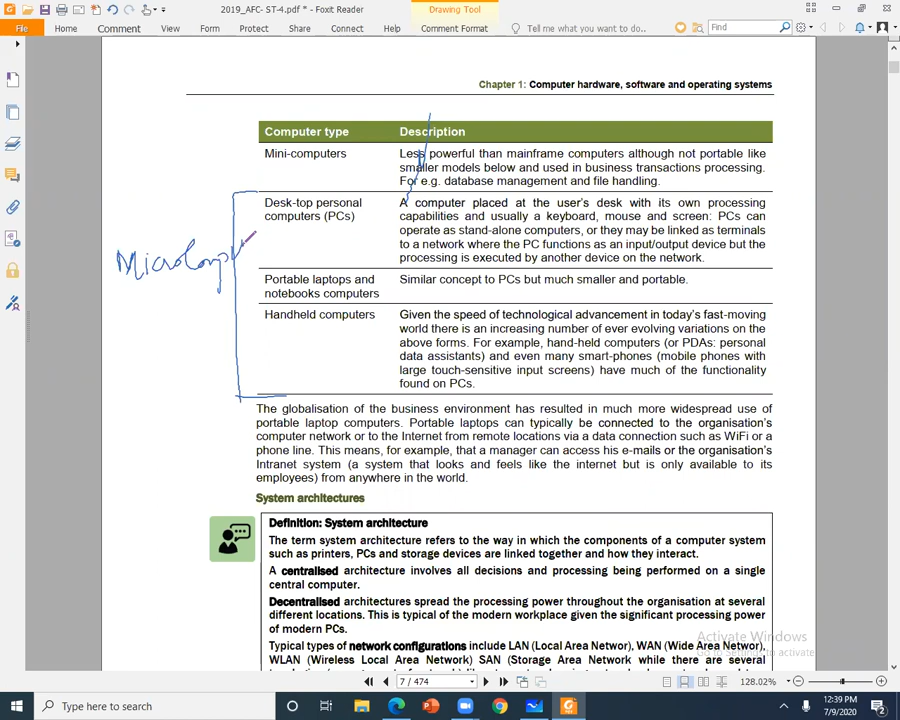 2019_AFC- ST-4.pdf * - Foxit Reader
Drawing Tool
File Home Comment View Form Protect Share Connect Help Comment Format Tell me what you want to do.. Find
Chapter 1: Computer hardware, software and operating systems
Computer type Description
Mini-computers Less powerful than mainframe computers although not portable like
smaller models below and used in business transactions processing.
For e.g. database management and file handling.
Desk-top personal A computer placed at the user's desk with its own processing
computers (PCs) capabilities and usually a keyboard, mouse and screen: PCs can
operate as stand-alone computers, or they may be linked as terminals
to a network where the PC functions as an input/output device but the
processing is executed by another device on the network.
MicroComp
Portable laptops and Similar concept to PCs but much smaller and portable.
notebooks computers
Handheld computers Given the speed of technological advancement in today's fast-moving
world there is an increasing number of ever evolving variations on the
above forms. For example, hand-held computers (or PDAs: personal
data assistants) and even many smart-phones (mobile phones with
large touch-sensitive input screens) have much of the functionality
found on PCs.
The globalisation of the business environment has resulted in much more widespread use of
portable laptop computers. Portable laptops can typically be connected to the organisation's
computer network or to the Internet from remote locations via a data connection such as WiFi or a
phone line. This means, for example, that a manager can access his e-mails or the organisation's
Intranet system (a system that looks and feels like the internet but is only available to its
employees) from anywhere in the world.
System architectures
Definition: System architecture
The term system architecture refers to the way in which the components of a computer system
such as printers, PCs and storage devices are linked together and how they interact.
A centralised architecture involves all decisions and processing being performed on a single
central computer.
Decentralised architectures spread the processing power throughout the organisation at several
different locations. This is typical of the modern workplace given the significant processing power
of modern PCs.
Typical types of network configurations include LAN (Local Area Networ), WAN (Wide Area Networ),
WLAN (Wireless Local Area Network) SAN (Storage Area Network while there are several
Activate Windows
Go to Settings to activate
7 / 474 128.02%
Type here to search
12:39 PM
7/9/2020
2